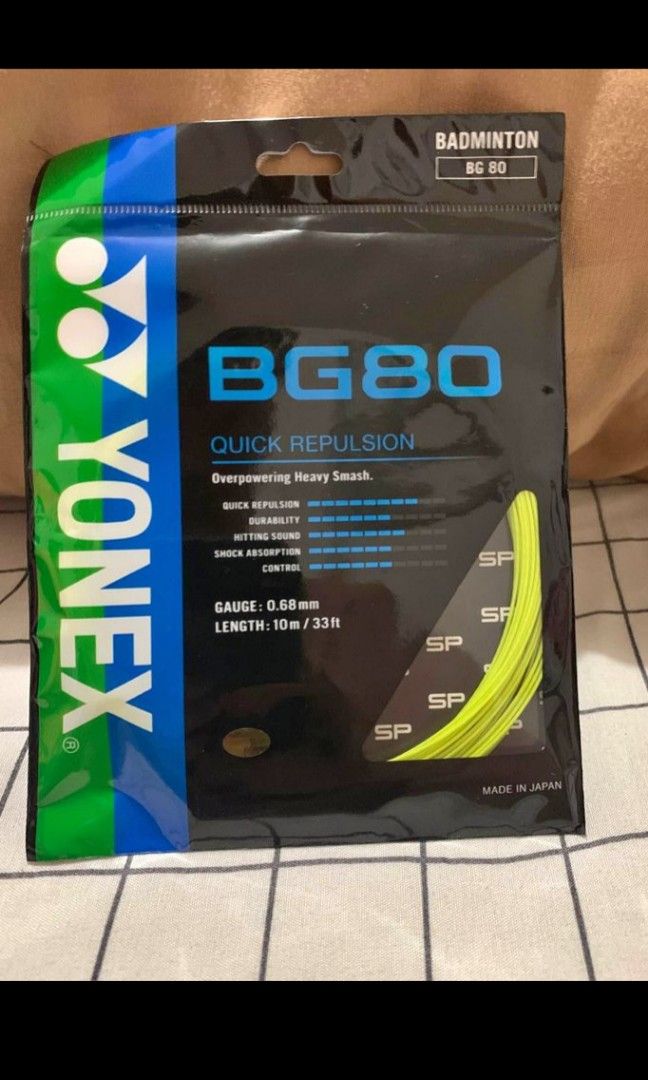 BADMINTON
BG 80
YONEX®
BG80
QUICK REPULSION
Overpowering Heavy Smash.
QUICK REPULSION
DURABILITY
HITTING SOUND
SHOCK ABSORPTION
CONTROL
GAUGE: 0.68mm
LENGTH: 10m / 33ft
SP
SP
SP
SP
SP
MADE IN JAPAN